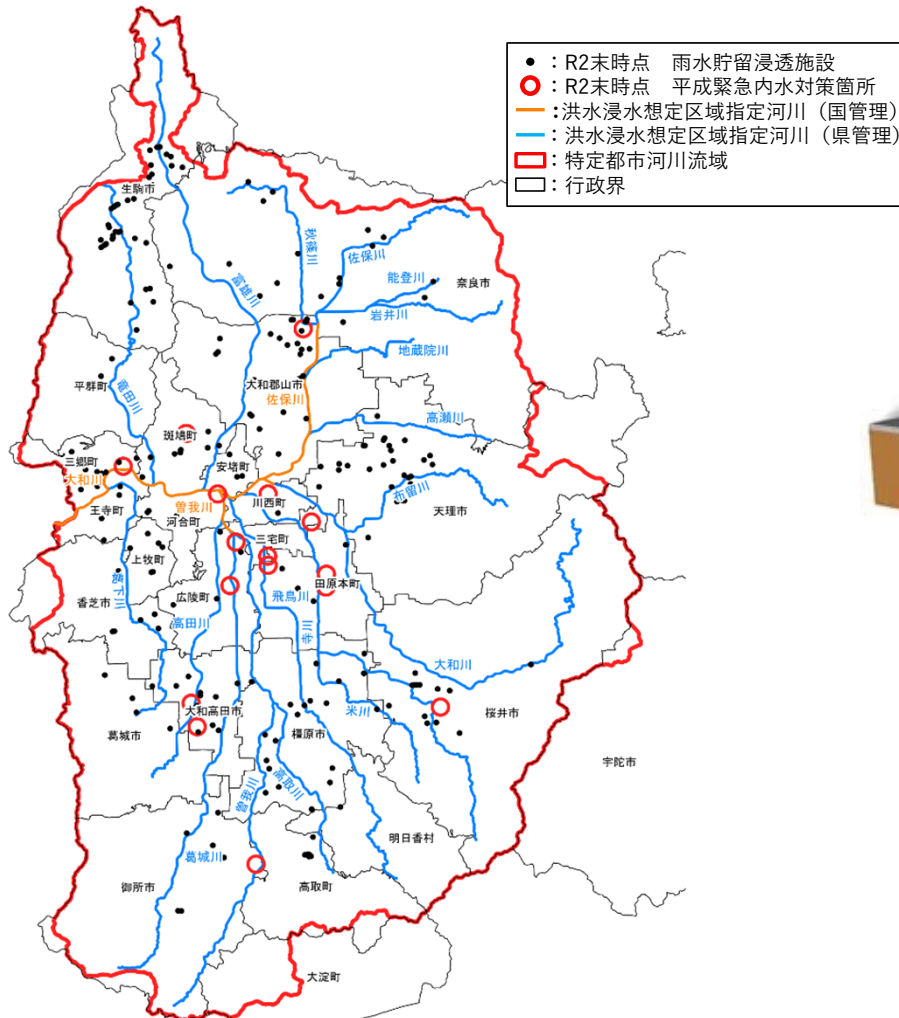 ● ：R2末時点　雨水貯留浸透施設
○ ：R2末時点　平成緊急内水対策箇所
：洪水浸水想定区域指定河川（国管理）
：洪水浸水想定区域指定河川（県管理）
：特定都市河川流域
：行政界
生駒市
秋篠川
佐保川
富雄川
能登川
奈良市
岩井川
地蔵院川
平群町
竜田川
大和郡山市
佐保川
高瀬川
斑鳩町
三郷町
安堵町
大和川
布留川
王寺町
曽我川
川西町
天理市
河合町
三宅町
上牧町
葛下川
香芝市
広陵町
飛鳥川
田原本町
高田川
寺川
大和川
大和高田市
米川
桜井市
葛城市
橿原市
宇陀市
曽我川
高取川
明日香村
葛城川
御所市
高取町
大淀町